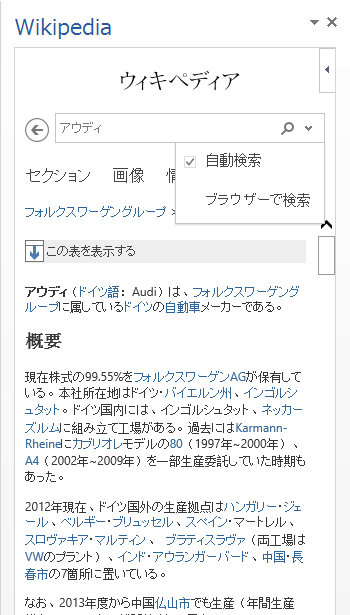 Wikipedia
ウィキペディア
アウディ
自動検索
セクション 画像
ブラウザーで検索
フォルクスワーゲングループ >
この表を表示する
アウディ（ドイツ語: Audi）は、フォルクスワーゲング
ループに属しているドイツの自動車メーカーである。
概要
現在株式の99.55%をフォルクスワーゲンAGが保有して
いる。本社所在地はドイツ・バイエルン州、インゴルシ
ュタット。ドイツ国内には、インゴルシュタット、ネッカー
ズルムに組み立て工場がある。過去にはKarmann-
Rheineにカブリオレモデルの80（1997年~2000年）、
A4（2002年~2009年）を一部生産委託していた時期も
あった。
2012年現在、ドイツ国外の生産拠点はハンガリー・ジェ
ール、ベルギー・ブリュッセル、スペイン・マートレル、
スロヴァキア・マルティン、 ブラティスラヴァ（両工場は
VWのプラント）、インド・アウランガーバード、中国・長
春市の7箇所に置いている。
なお、2013年度から中国仏山市でも生産（年間生産